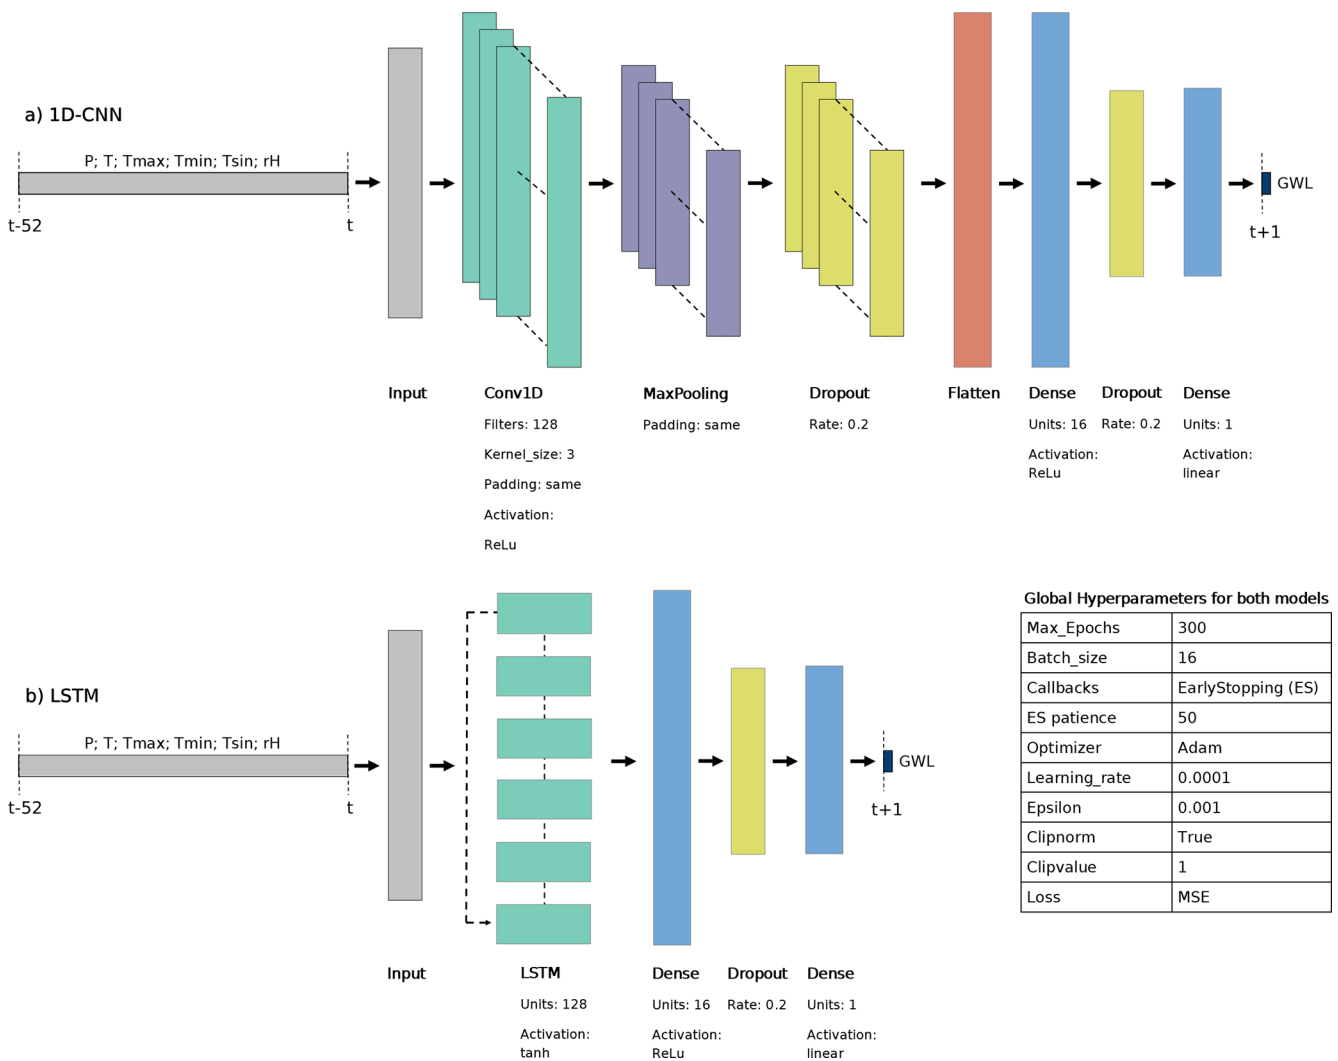 a) 1D-CNN
P; T; Tmax; Tmin; Tsin; rH
t-52
t
GWL
t+1
Input
Conv1D
Filters: 128
Kernel_size: 3
Padding: same
Activation:
ReLu
MaxPooling
Padding: same
Dropout
Rate: 0.2
Flatten
Dense
Units: 16
Activation:
ReLu
Dropout
Rate: 0.2
Dense
Units: 1
Activation:
linear
b) LSTM
P; T; Tmax; Tmin; Tsin; rH
t-52
t
GWL
t+1
Input
LSTM
Units: 128
Activation:
tanh
Dense
Units: 16
Activation:
ReLu
Dropout
Rate: 0.2
Dense
Units: 1
Activation:
linear
Global Hyperparameters for both models
Max_Epochs 300
Batch_size 16
Callbacks EarlyStopping (ES)
ES patience 50
Optimizer Adam
Learning_rate 0.0001
Epsilon 0.001
Clipnorm True
Clipvalue 1
Loss MSE